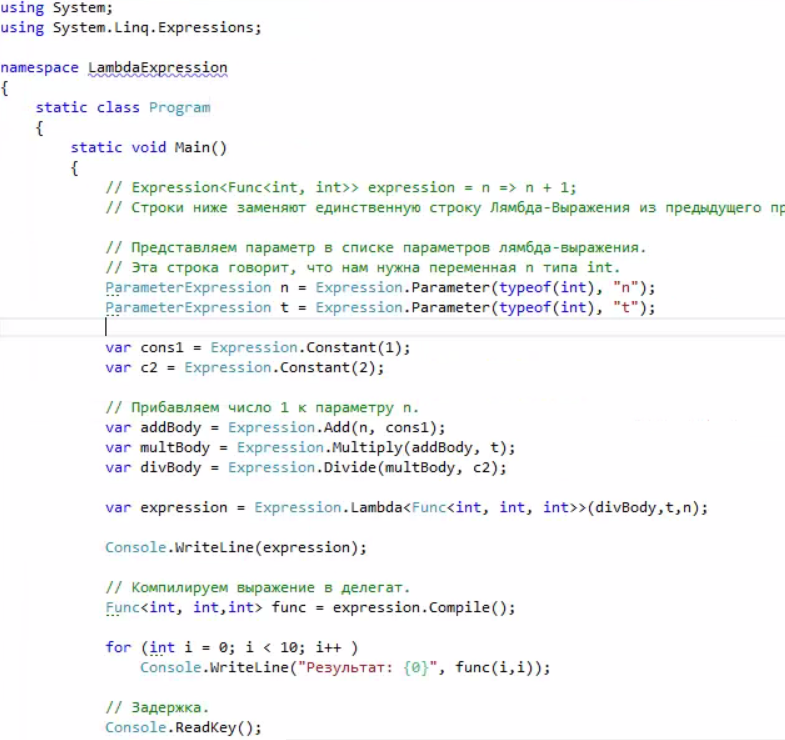 using System;
using System.Linq.Expressions;
namespace LambdaExpression
{
static class Program
{
static void Main()
{
// Expression<Func<int, int>> expression = n => n + 1;
// Строки ниже заменяют единственную строку Лямбда-Выражения из предыдущего пр
// Представляем параметр в списке параметров лямбда-выражения.
// Эта строка говорит, что нам нужна переменная n типа int.
ParameterExpression n = Expression.Parameter(typeof(int), "n");
ParameterExpression t = Expression.Parameter(typeof(int), "t");
var cons1 = Expression.Constant(1);
var c2 = Expression.Constant(2);
// Прибавляем число 1 к параметру n.
var addBody = Expression.Add(n, cons1);
var multBody = Expression.Multiply(addBody, t);
var divBody = Expression.Divide(multBody, c2);
var expression = Expression.Lambda<Func<int, int, int>>(divBody,t,n);
Console.WriteLine(expression);
// Компилируем выражение в делегат.
Func<int, int,int> func = expression.Compile();
for (int i = 0; i < 10; i++ )
Console.WriteLine("Результат: {0}", func(i,i));
// Задержка.
Console.ReadKey();